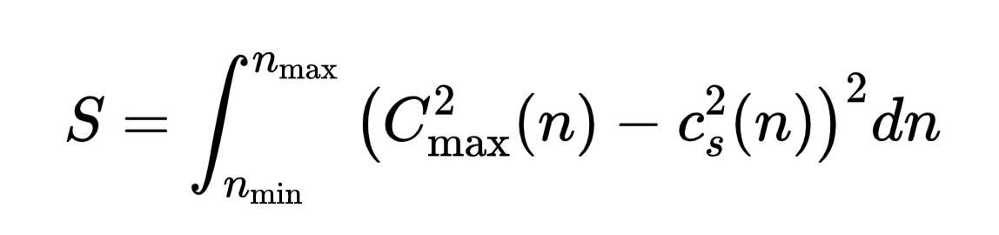 S = \int_{n_{\min}}^{n_{\max}} \left( C_{\max}^2(n) - c_s^2(n) \right)^2 dn